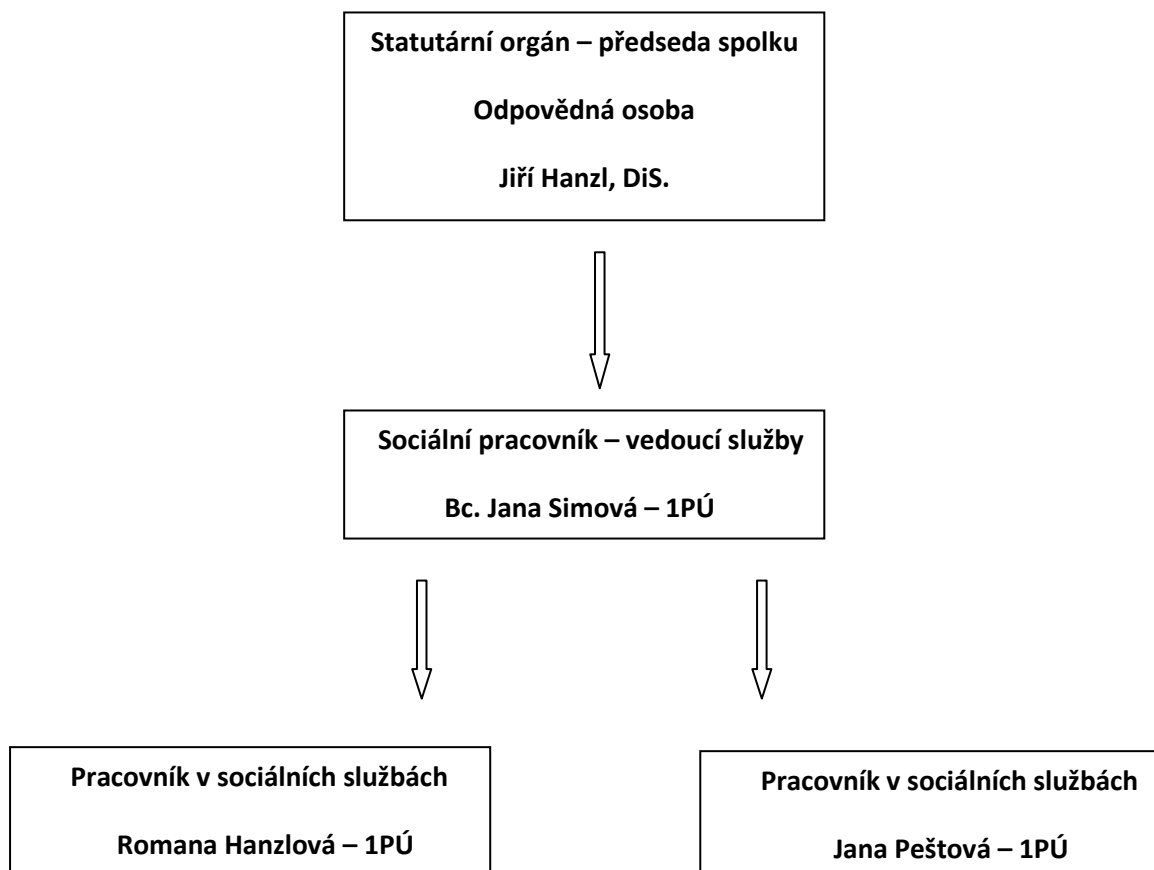 Statutární orgán – předseda spolku
Odpovědná osoba
Jiří Hanzl, DiS.
Sociální pracovník – vedoucí služby
Bc. Jana Simová – 1PÚ
Pracovník v sociálních službách
Romana Hanzlová – 1PÚ
Pracovník v sociálních službách
Jana Peštová – 1PÚ